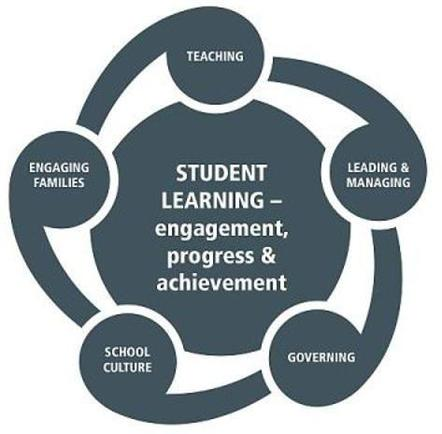 TEACHING
ENGAGING
FAMILIES
LEADING &
MANAGING
STUDENT
LEARNING –
engagement,
progress &
achievement
SCHOOL
CULTURE
GOVERNING